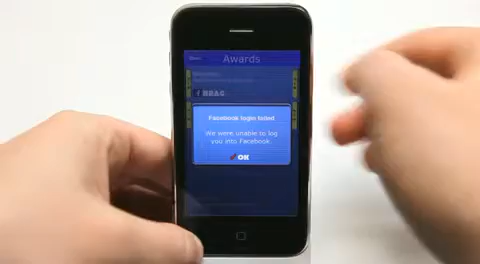 Awards
f BRAG
Facebook login failed
We were unable to log
you into Facebook.
OK